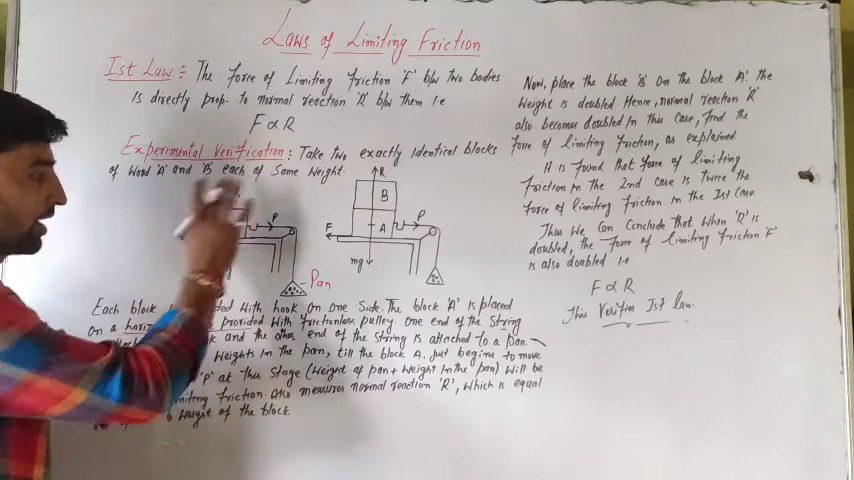 Laws of Limiting Friction
Ist Law :- The force of Limiting friction 'F' b/w two bodies
is directly prop. to normal reaction 'R' b/w them i.e
F ∝ R
Experimental Verification : Take two exactly identical blocks
of Wood 'A' and 'B' each of Same Weight.
P
Pan
R
B
A
F
P
mg
Each block with hook on one Side. The block 'A' is placed
on a provided with frictionless pulley. one end of the String
and the other end of the String is attached to a pan.
Weights in the pan, till the block A. Just begins to move
'P' at this stage (weight of pan + weight in the pan) will be
limiting friction. Also measures normal reaction 'R', which is equal
to Weight of the block.
Now, place the block 'B' on the block 'A'. The
Weight is doubled. Hence, normal reaction 'R'
also becomes doubled in this case, find the
force of limiting friction, as explained
It is found that force of limiting
friction in the 2nd case is twice the
force of limiting friction in the Ist Case.
Thus we can Conclude that when 'R' is
doubled, the force of limiting friction 'F'
is also doubled i.e
F ∝ R
This Verifies Ist law.